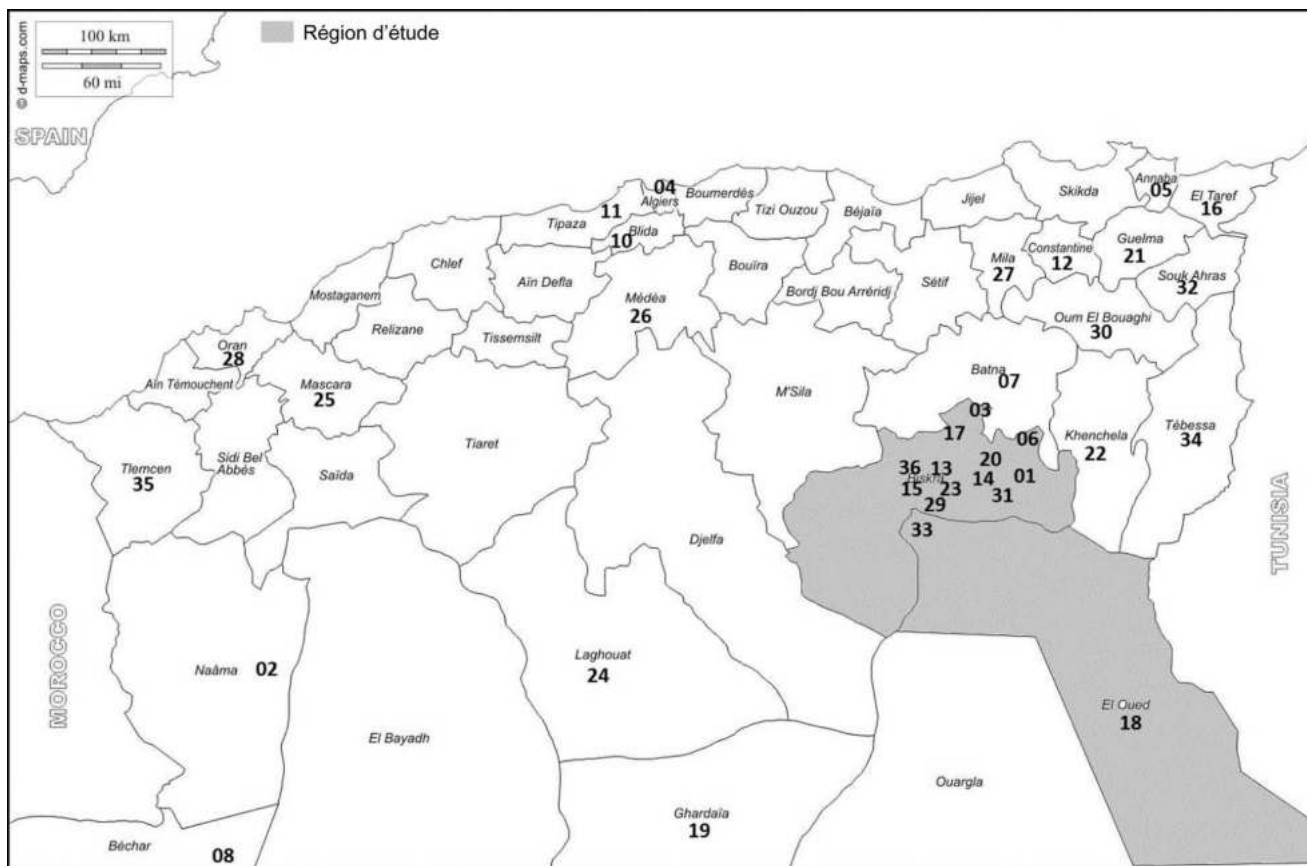 100 km
60 mi
© d-maps.com
Région d'étude
SPAIN
04
Algiers
Boumerdès
11
Tipaza
Tizi Ouzou
Béjaïa
Jijel
Skikda
Annaba
05
El Taref
16
Blida
10
Chlef
Aïn Defla
Bouïra
Mila
27
Constantine
12
Guelma
21
Souk Ahras
32
Sétif
Bordj Bou Arréridj
Médéa
26
Mostaganem
Relizane
Tissemsilt
Oum El Bouaghi
30
Oran
28
Aïn Témouchent
Mascara
25
M'Sila
Batna
07
03
17
06
Khenchela
22
Tébessa
34
Tiaret
Saïda
Sidi Bel
Abbés
Tlemcen
35
36
13
20
Biskra
14
01
15
23
31
29
33
Djelfa
TUNISIA
MOROCCO
Naâma
02
Laghouat
24
El Bayadh
El Oued
18
Ouargla
Ghardaïa
19
Béchar
08